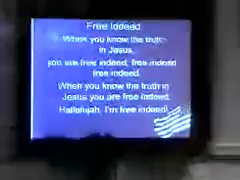 Free Indeed
When you know the truth
in Jesus,
you are free indeed, free indeed
free indeed.
When you know the truth in
Jesus you are free indeed.
Hallelujah, I'm free indeed!